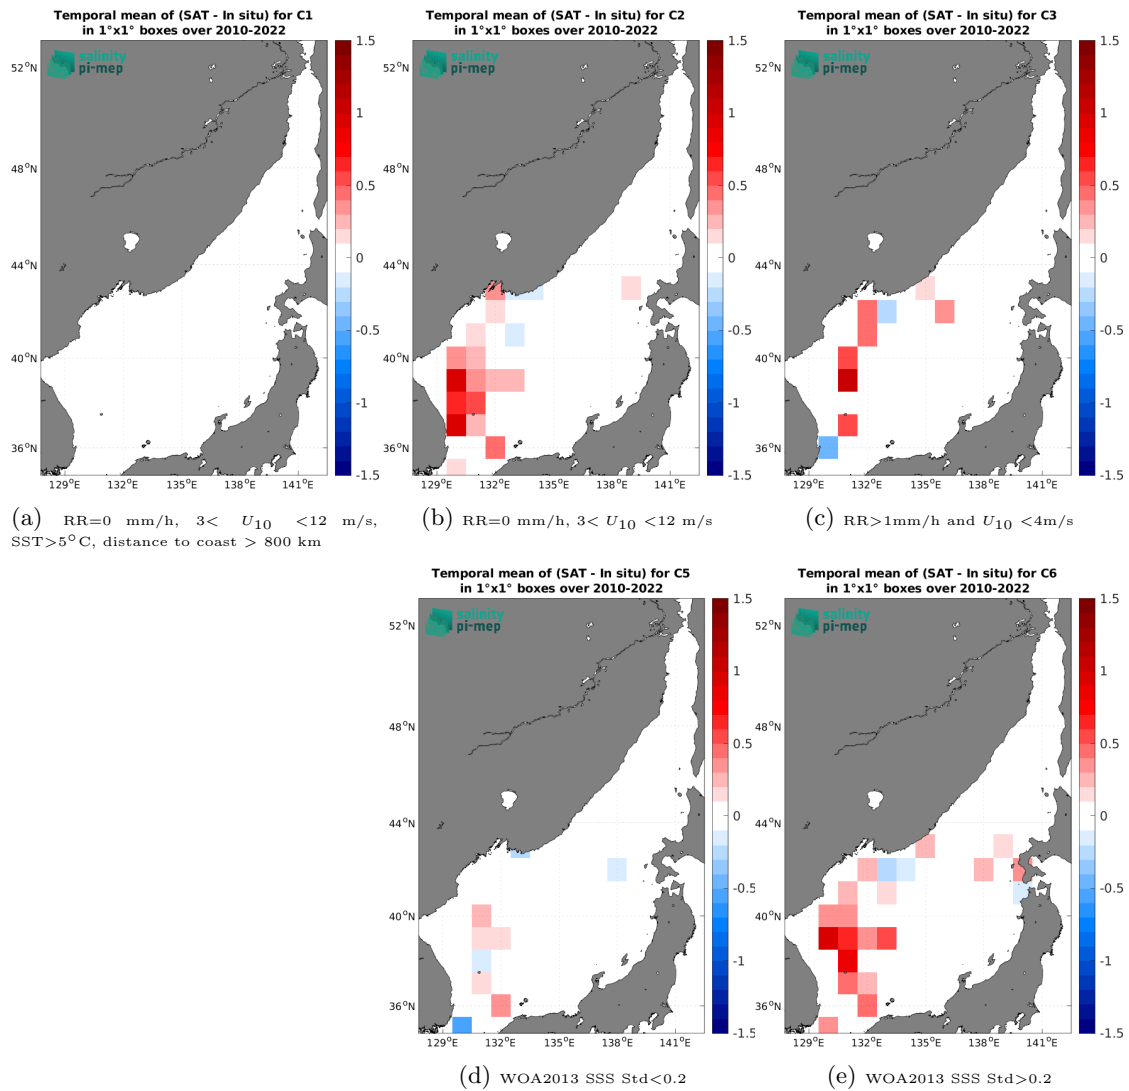 Temporal mean of (SAT - In situ) for C1
in 1°x1° boxes over 2010-2022
salinity
pi-mep
52°N
48°N
44°N
40°N
36°N
129°E
132°E
135°E
138°E
141°E
1.5
1
0.5
0
-0.5
-1
-1.5
(a) RR=0 mm/h, 3< U10 <12 m/s,
SST>5°C, distance to coast > 800 km
Temporal mean of (SAT - In situ) for C2
in 1°x1° boxes over 2010-2022
salinity
pi-mep
52°N
48°N
44°N
40°N
36°N
129°E
132°E
135°E
138°E
141°E
1.5
1
0.5
0
-0.5
-1
-1.5
(b) RR=0 mm/h, 3< U10 <12 m/s
Temporal mean of (SAT - In situ) for C3
in 1°x1° boxes over 2010-2022
salinity
pi-mep
52°N
48°N
44°N
40°N
36°N
129°E
132°E
135°E
138°E
141°E
1.5
1
0.5
0
-0.5
-1
-1.5
(c) RR>1mm/h and U10 <4m/s
Temporal mean of (SAT - In situ) for C5
in 1°x1° boxes over 2010-2022
salinity
pi-mep
52°N
48°N
44°N
40°N
36°N
129°E
132°E
135°E
138°E
141°E
1.5
1
0.5
0
-0.5
-1
-1.5
(d) WOA2013 SSS Std<0.2
Temporal mean of (SAT - In situ) for C6
in 1°x1° boxes over 2010-2022
salinity
pi-mep
52°N
48°N
44°N
40°N
36°N
129°E
132°E
135°E
138°E
141°E
1.5
1
0.5
0
-0.5
-1
-1.5
(e) WOA2013 SSS Std>0.2